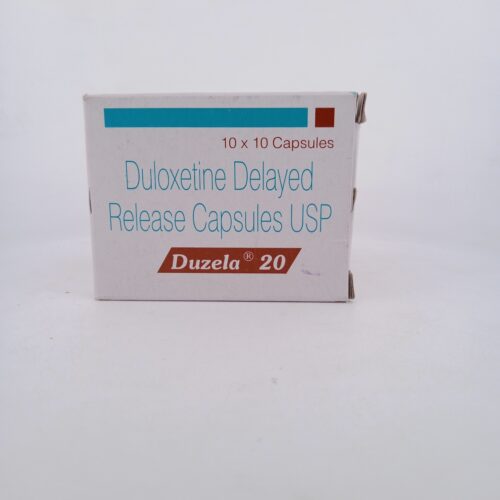 10 x 10 Capsules
Duloxetine Delayed
Release Capsules USP
Duzela® 20